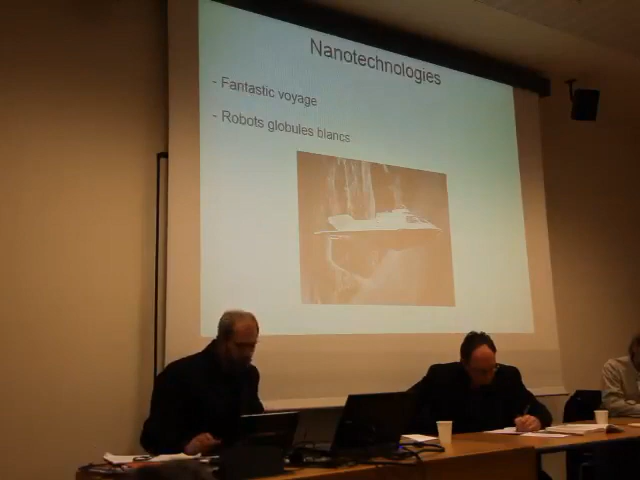 Nanotechnologies
- Fantastic voyage
- Robots globules blancs